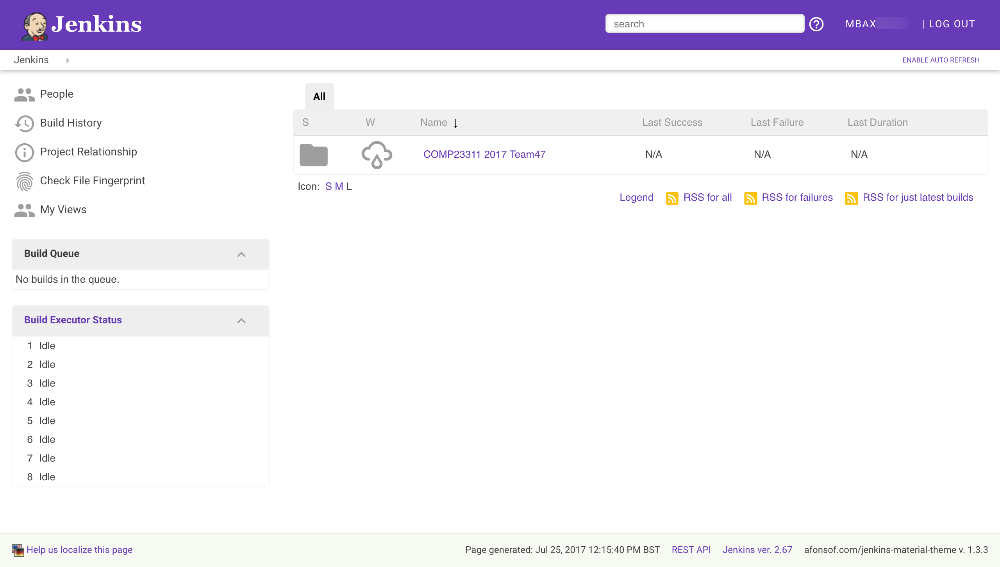 Jenkins
search
MBAX
| LOG OUT
Jenkins
ENABLE AUTO REFRESH
People
Build History
Project Relationship
Check File Fingerprint
My Views
Build Queue
No builds in the queue.
Build Executor Status
1 Idle
2 Idle
3 Idle
4 Idle
5 Idle
6 Idle
7 Idle
8 Idle
All
S W Name ↓ Last Success Last Failure Last Duration
COMP23311 2017 Team47 N/A N/A N/A
Icon: S M L
Legend RSS for all RSS for failures RSS for just latest builds
Help us localize this page
Page generated: Jul 25, 2017 12:15:40 PM BST REST API Jenkins ver. 2.67 afonsof.com/jenkins-material-theme v. 1.3.3